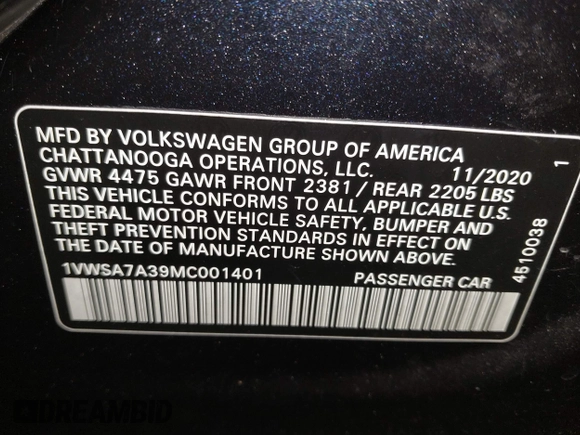 MFD BY VOLKSWAGEN GROUP OF AMERICA
CHATTANOOGA OPERATIONS, LLC. 11/2020
GVWR 4475 GAWR FRONT 2381 / REAR 2205 LBS
THIS VEHICLE CONFORMS TO ALL APPLICABLE U.S.
FEDERAL MOTOR VEHICLE SAFETY, BUMPER AND
THEFT PREVENTION STANDARDS IN EFFECT ON
THE DATE OF MANUFACTURE SHOWN ABOVE.
1VWSA7A39MC001401 PASSENGER CAR
4510038 1
DREAMBID